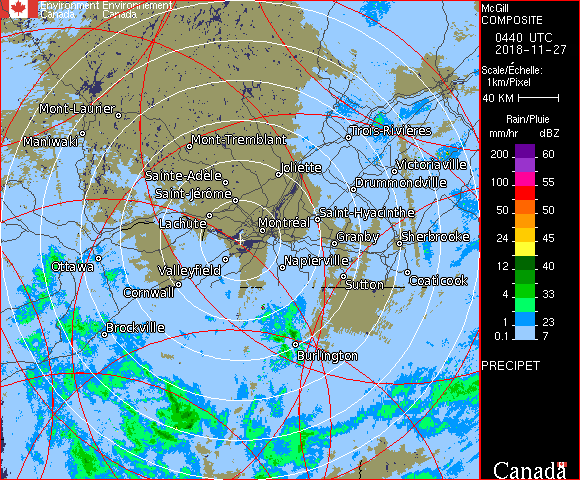 Environment Environnement
Canada Canada
McGill
COMPOSITE
0440 UTC
2018-11-27
Scale/Échelle:
1km/Pixel
40 KM
Rain/Pluie
mm/hr dBZ
200 60
100 55
50 50
24 45
12 40
4 33
1 23
0.1 7
PRECIPET
Canada
Mont-Laurier
Maniwaki
Mont-Tremblant
Trois-Rivières
Sainte-Adèle
Joliette
Victoriaville
Saint-Jérôme
Drummondville
Lachute
Montréal
Saint-Hyacinthe
Granby
Sherbrooke
Ottawa
Valleyfield
Napierville
Cornwall
Sutton
Coaticook
Brockville
Burlington